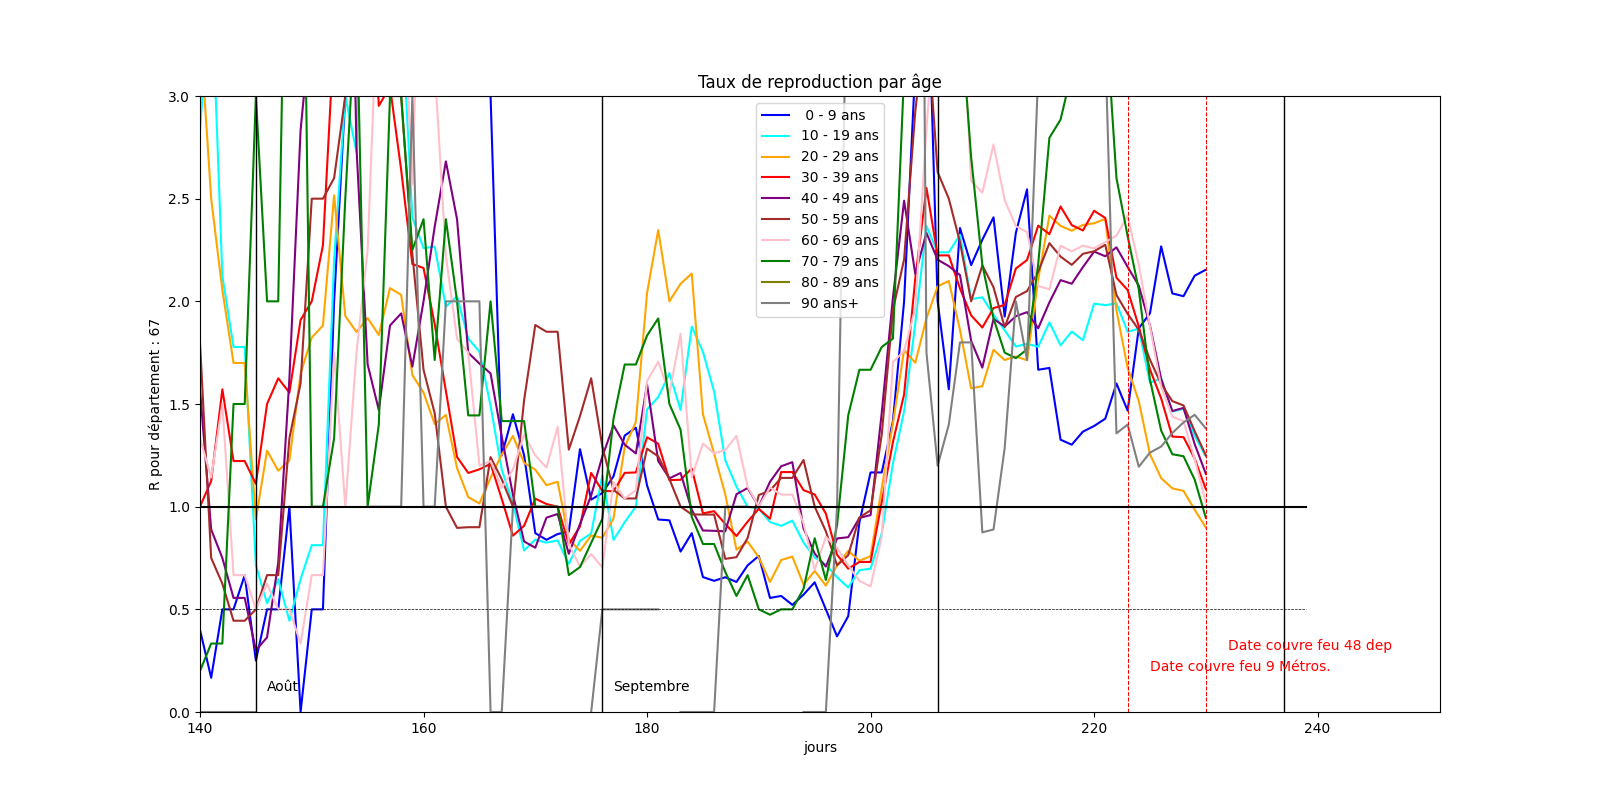 Taux de reproduction par âge
R pour département : 67
3.0
2.5
2.0
1.5
1.0
0.5
0.0
0 - 9 ans
10 - 19 ans
20 - 29 ans
30 - 39 ans
40 - 49 ans
50 - 59 ans
60 - 69 ans
70 - 79 ans
80 - 89 ans
90 ans+
Date couvre feu 48 dep
Date couvre feu 9 Métros.
Août
Septembre
140
160
180
200
220
240
jours